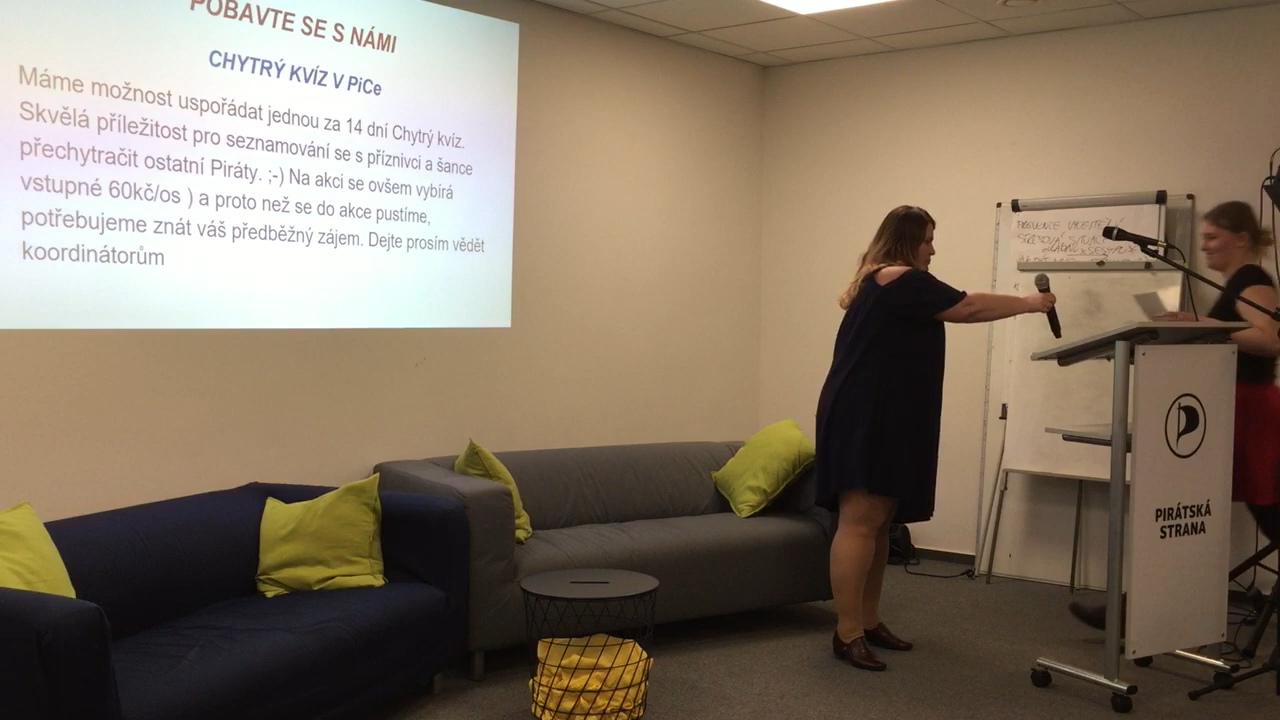 POBAVTE SE S NÁMI
CHYTRÝ KVÍZ V PiCe
Máme možnost uspořádat jednou za 14 dní Chytrý kvíz.
Skvělá příležitost pro seznamování se s příznivci a šance
přechytračit ostatní Piráty. ;-) Na akci se ovšem vybírá
vstupné 60kč/os ) a proto než se do akce pustíme,
potřebujeme znát váš předběžný zájem. Dejte prosím vědět
koordinátorům
PIRÁTSKÁ
STRANA